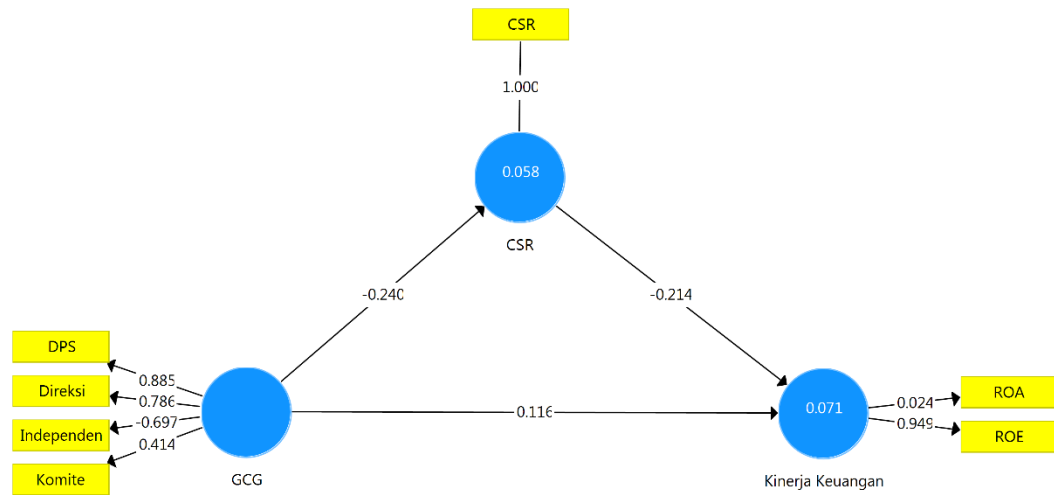 CSR
1.000
0.058
CSR
-0.240
-0.214
DPS
Direksi
Independen
Komite
0.885
0.786
-0.697
0.414
GCG
0.116
0.071
Kinerja Keuangan
0.024
0.949
ROA
ROE